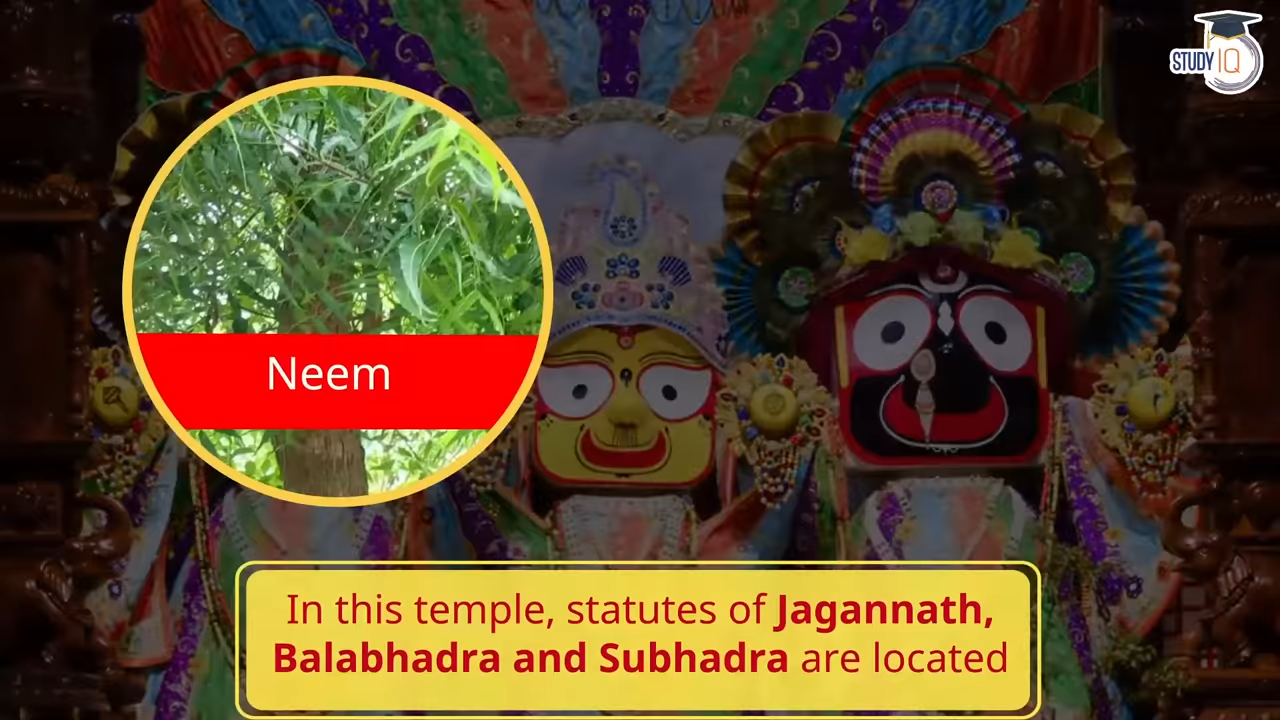 STUDY IQ
Neem
In this temple, statutes of Jagannath,
Balabhadra and Subhadra are located